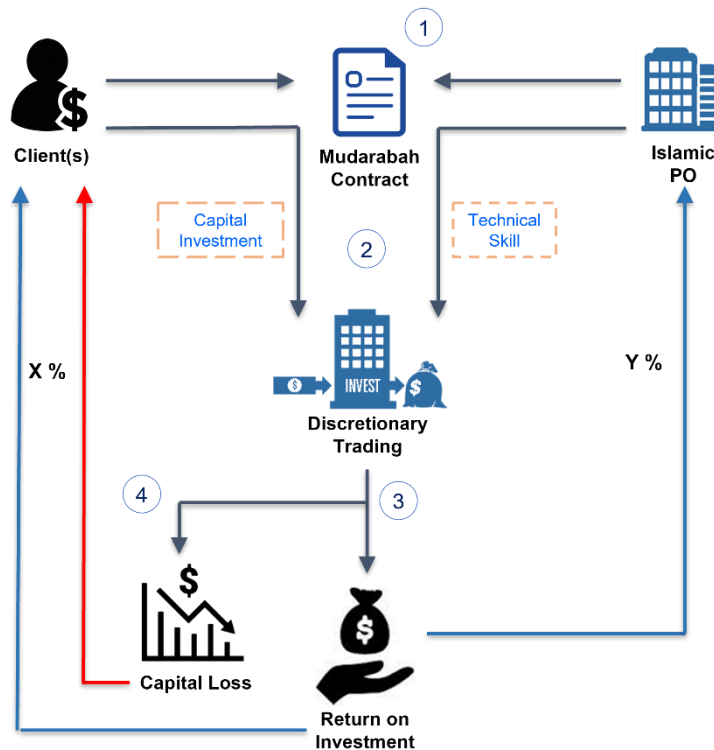 1
$
Client(s)
Mudarabah
Contract
Islamic
PO
Capital
Investment
Technical
Skill
2
X %
Y %
$
INVEST
$
Discretionary
Trading
4
3
$
Capital Loss
$
Return on
Investment